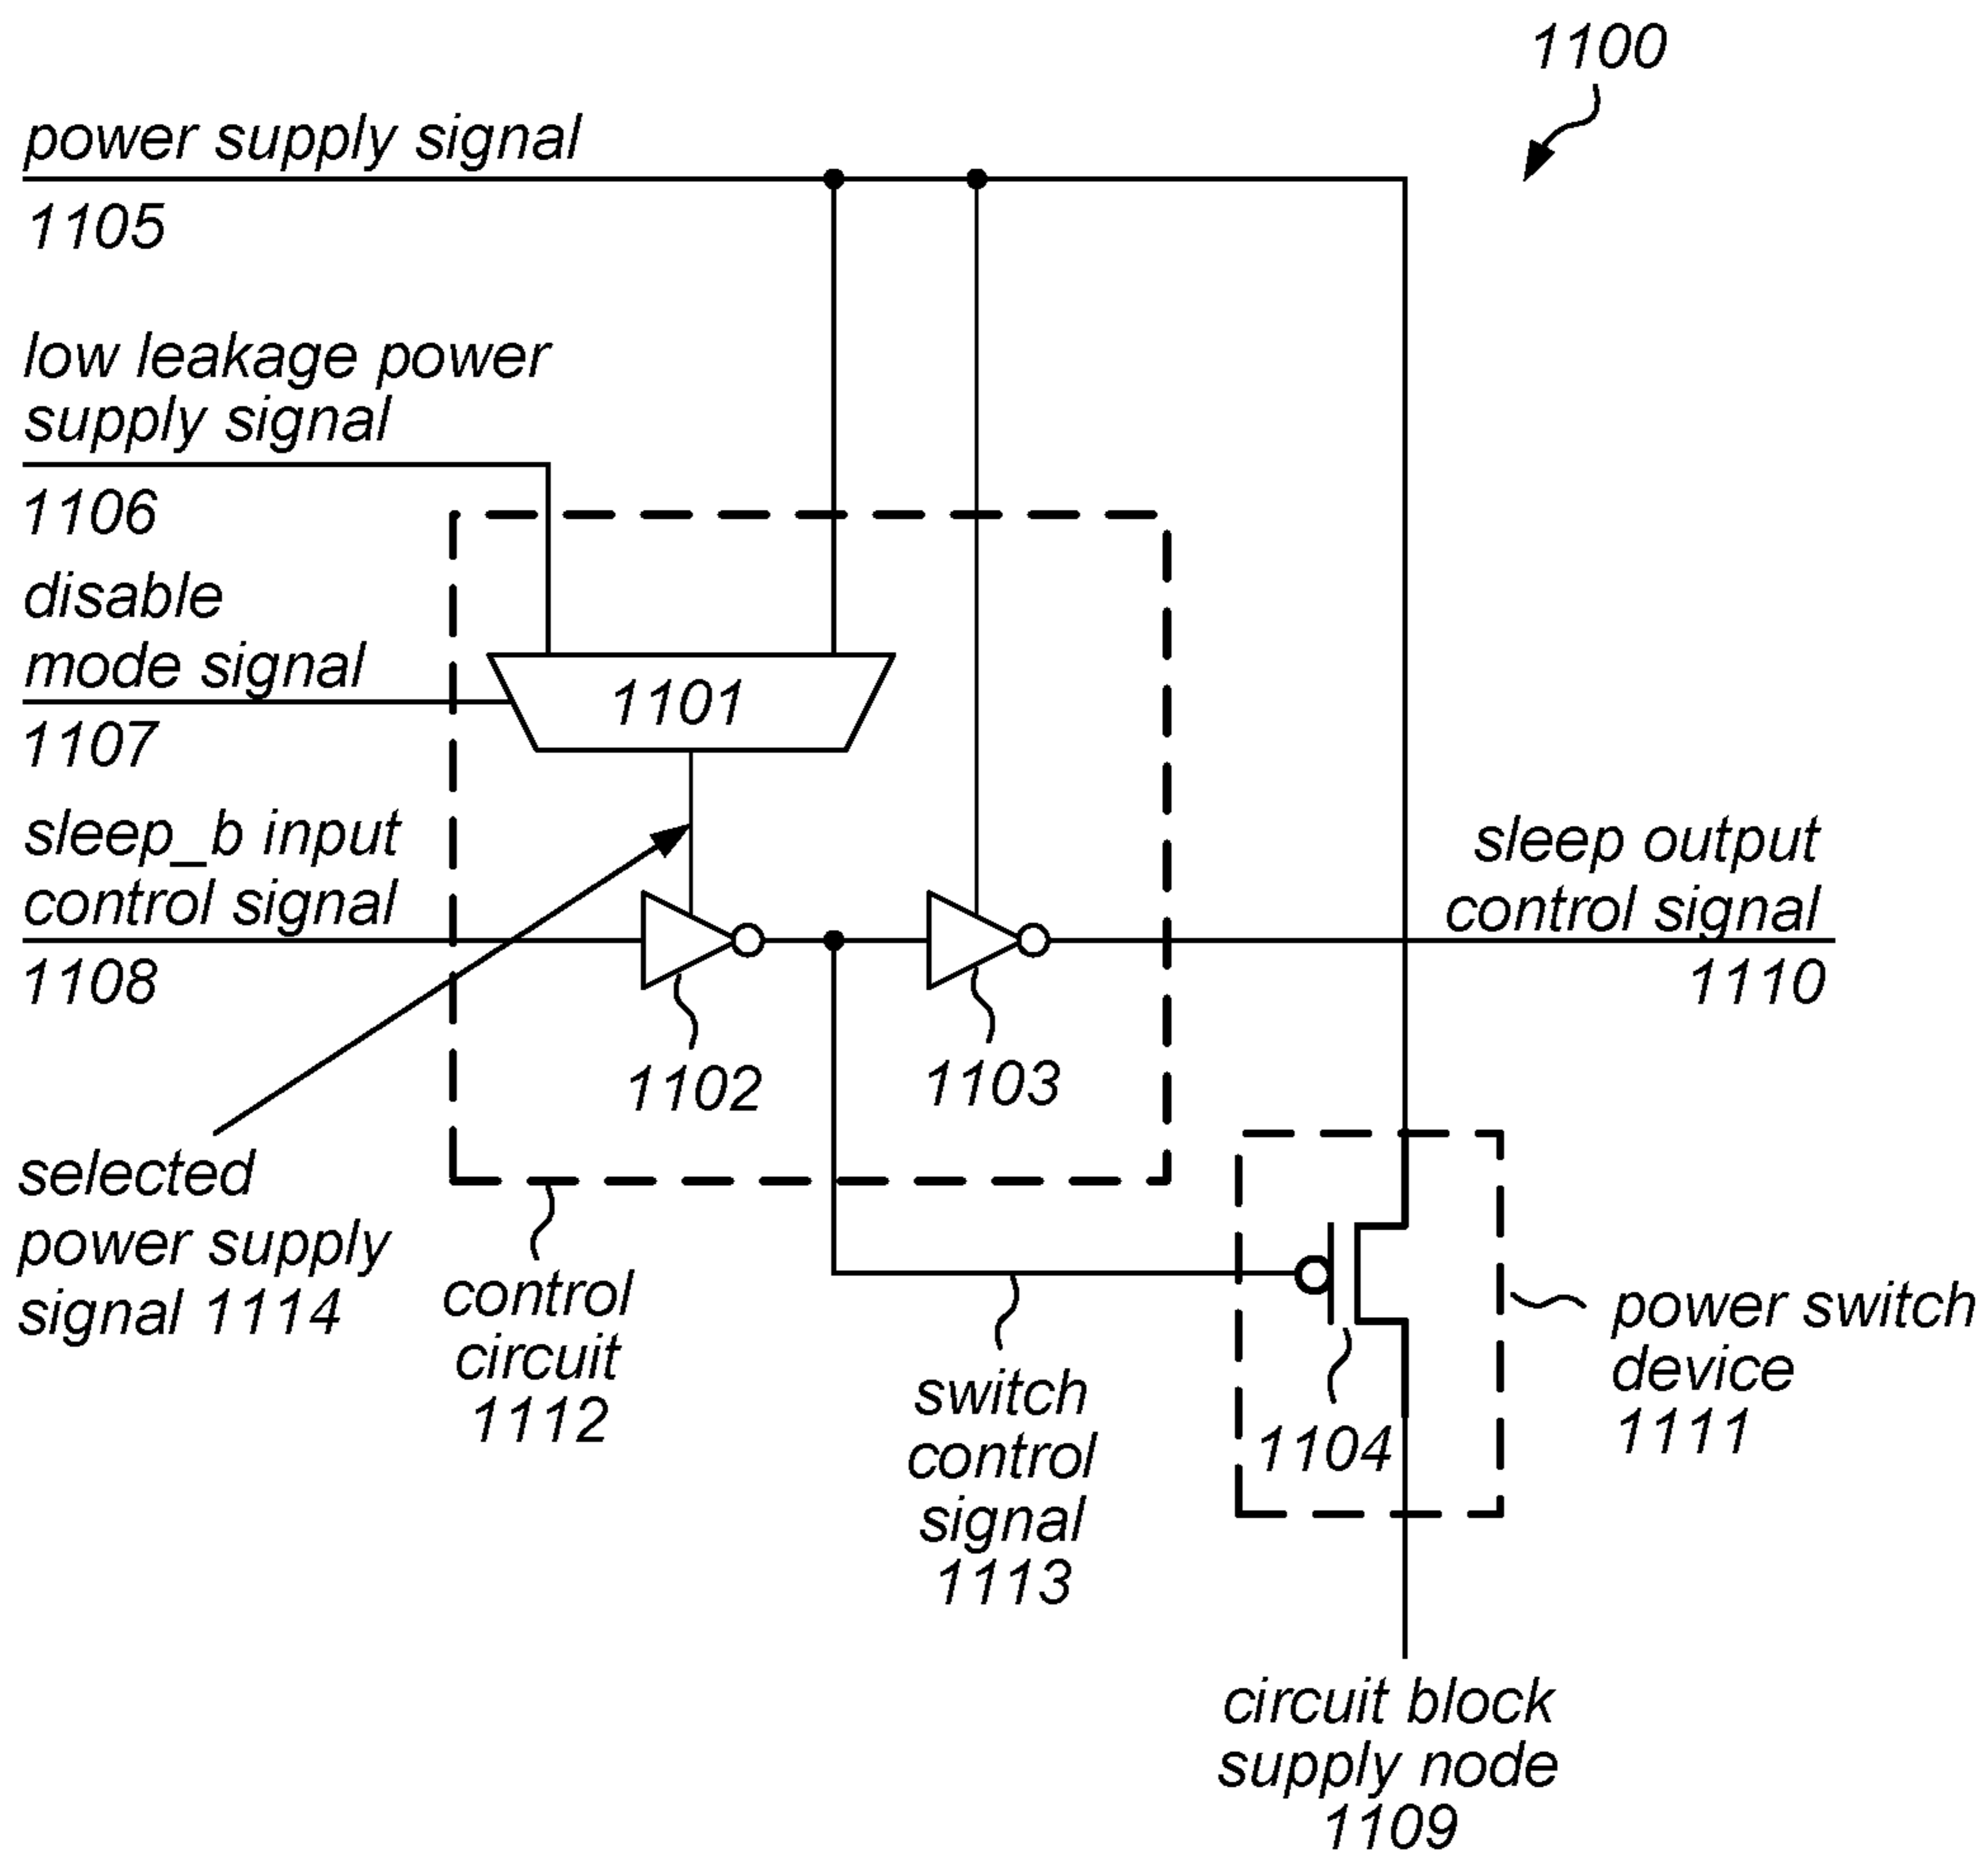 1100
power supply signal
1105
low leakage power
supply signal
1106
disable
mode signal
1107
1101
sleep_b input
control signal
1108
sleep output
control signal
1110
1102
1103
selected
power supply
signal 1114
control
circuit
1112
switch
control
signal
1113
1104
power switch
device
1111
circuit block
supply node
1109